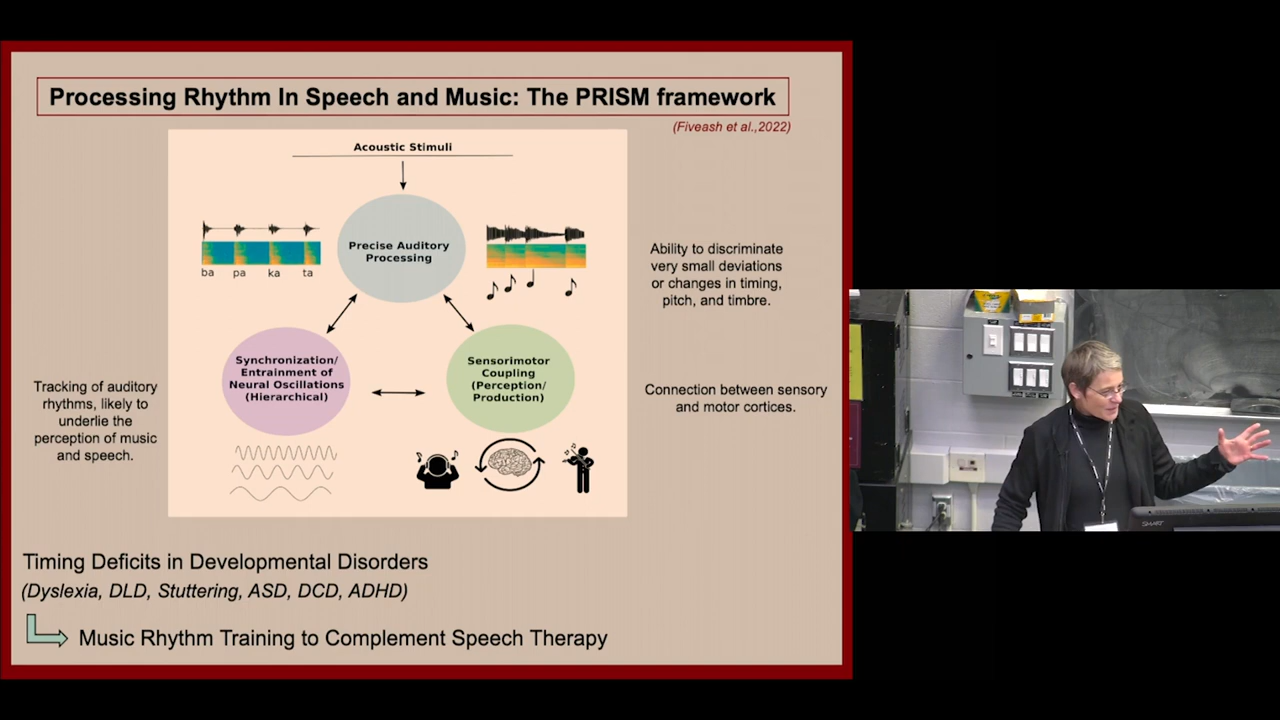 Processing Rhythm In Speech and Music: The PRISM framework
(Fiveash et al.,2022)
Acoustic Stimuli
Precise Auditory
Processing
ba pa ka ta
Ability to discriminate
very small deviations
or changes in timing,
pitch, and timbre.
Synchronization/
Entrainment of
Neural Oscillations
(Hierarchical)
Sensorimotor
Coupling
(Perception/
Production)
Tracking of auditory
rhythms, likely to
underlie the
perception of music
and speech.
Connection between sensory
and motor cortices.
Timing Deficits in Developmental Disorders
(Dyslexia, DLD, Stuttering, ASD, DCD, ADHD)
Music Rhythm Training to Complement Speech Therapy
SMART